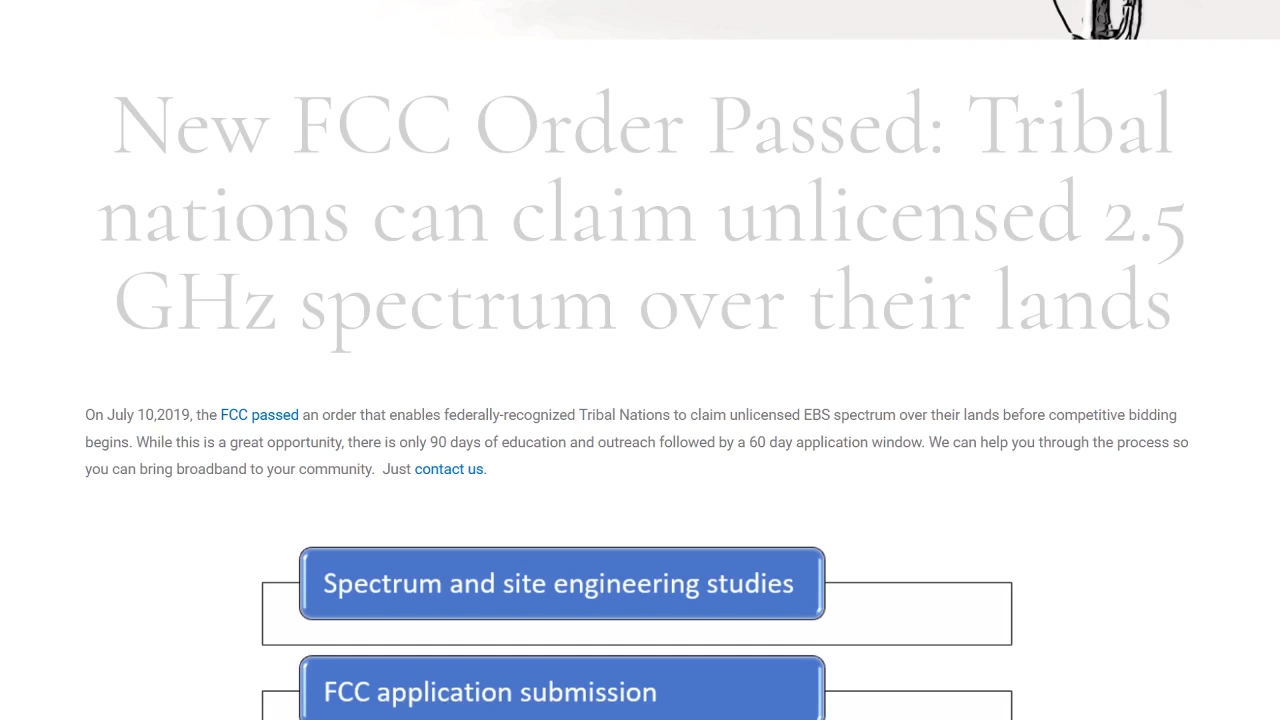 New FCC Order Passed: Tribal
nations can claim unlicensed 2.5
GHz spectrum over their lands
On July 10,2019, the FCC passed an order that enables federally-recognized Tribal Nations to claim unlicensed EBS spectrum over their lands before competitive bidding
begins. While this is a great opportunity, there is only 90 days of education and outreach followed by a 60 day application window. We can help you through the process so
you can bring broadband to your community.  Just contact us.
Spectrum and site engineering studies
FCC application submission